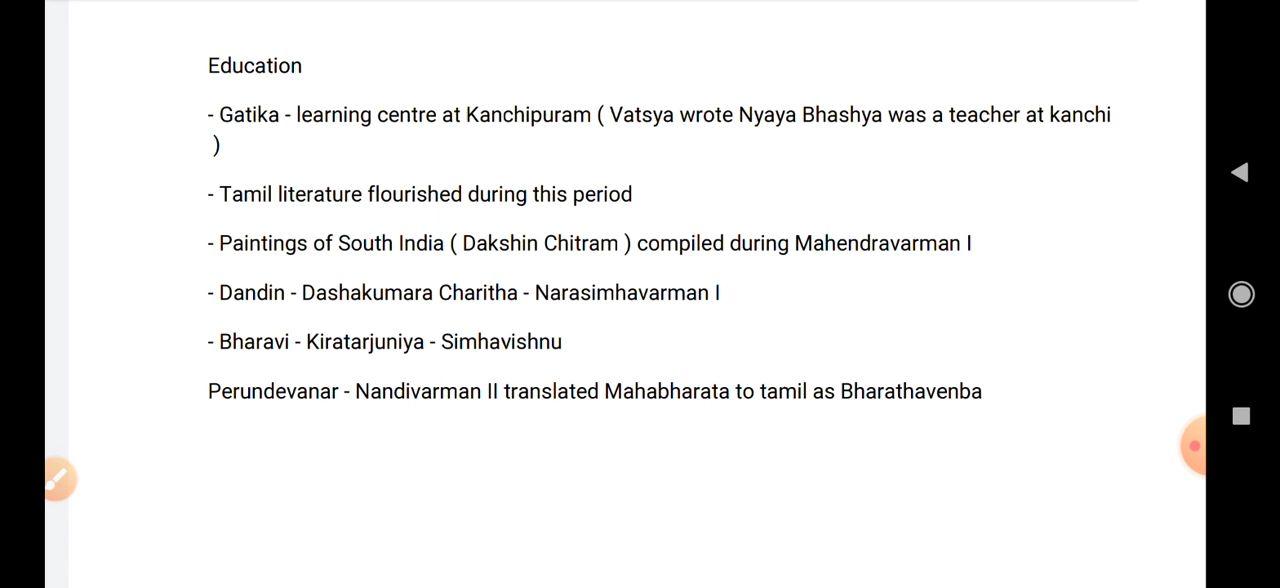 Education
- Gatika - learning centre at Kanchipuram ( Vatsya wrote Nyaya Bhashya was a teacher at kanchi
)
- Tamil literature flourished during this period
- Paintings of South India ( Dakshin Chitram ) compiled during Mahendravarman I
- Dandin - Dashakumara Charitha - Narasimhavarman I
- Bharavi - Kiratarjuniya - Simhavishnu
Perundevanar - Nandivarman II translated Mahabharata to tamil as Bharathavenba